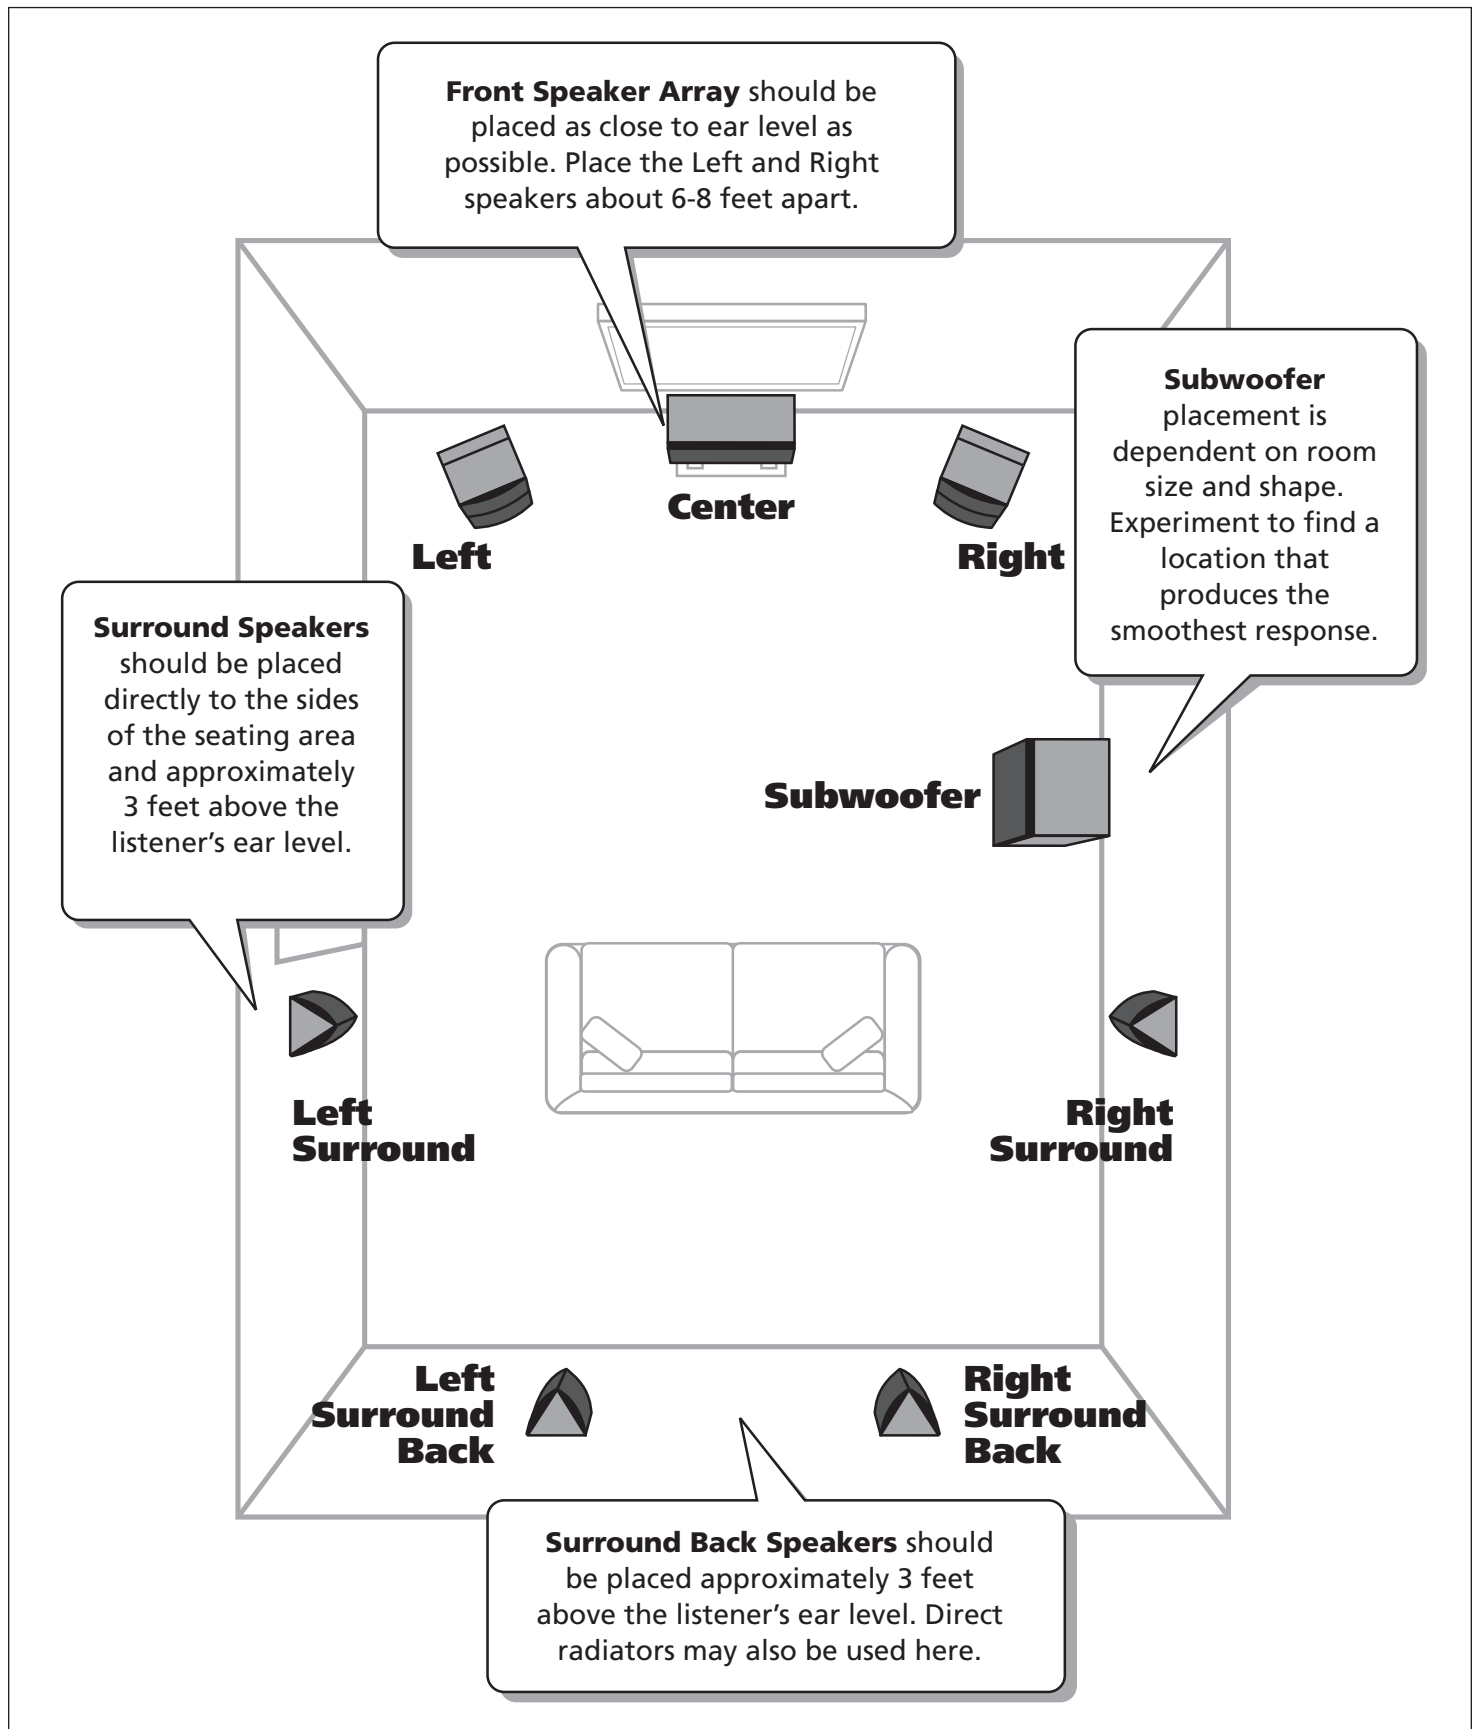 Front Speaker Array should be
placed as close to ear level as
possible. Place the Left and Right
speakers about 6-8 feet apart.
Subwoofer
placement is
dependent on room
size and shape.
Experiment to find a
location that
produces the
smoothest response.
Center
Left
Right
Surround Speakers
should be placed
directly to the sides
of the seating area
and approximately
3 feet above the
listener’s ear level.
Subwoofer
Left
Surround
Right
Surround
Left
Surround
Back
Right
Surround
Back
Surround Back Speakers should
be placed approximately 3 feet
above the listener’s ear level. Direct
radiators may also be used here.